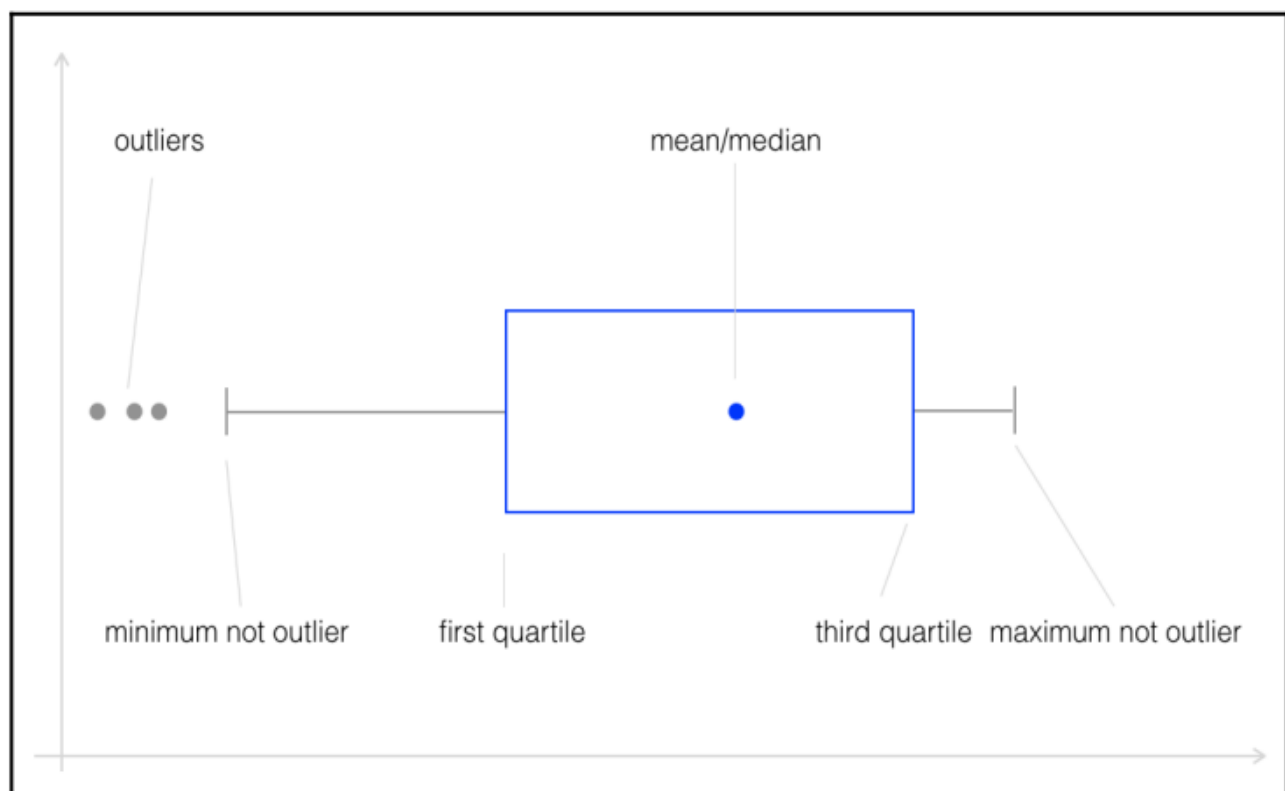 outliers
mean/median
minimum not outlier
first quartile
third quartile
maximum not outlier